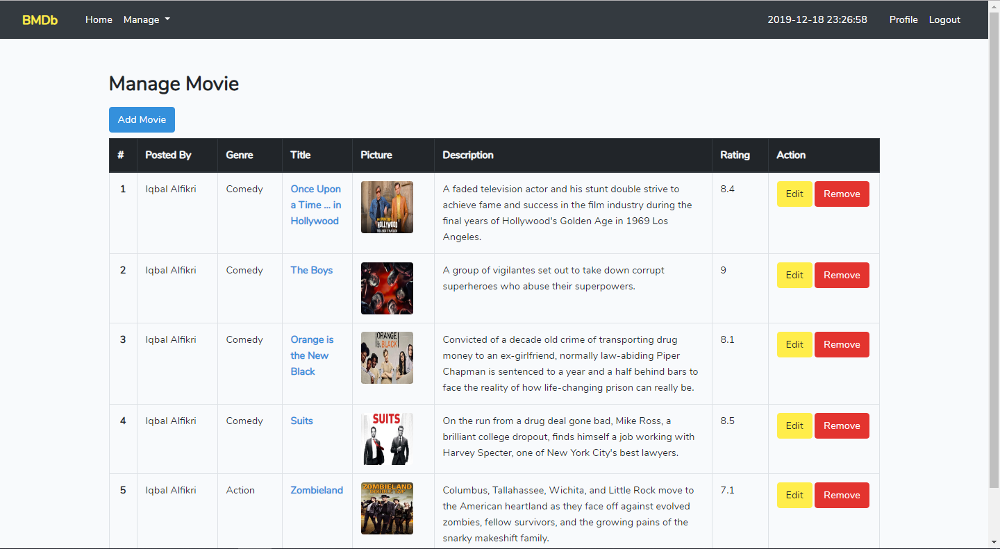 BMDb Home Manage 2019-12-18 23:26:58 Profile Logout
Manage Movie
Add Movie
# Posted By Genre Title Picture Description Rating Action
1 Iqbal Alfikri Comedy Once Upon
a Time ... in
Hollywood
HOLLYWOOD
TEASER TRAILER
A faded television actor and his stunt double strive to
achieve fame and success in the film industry during the
final years of Hollywood's Golden Age in 1969 Los
Angeles.
8.4 Edit Remove
2 Iqbal Alfikri Comedy The Boys
A group of vigilantes set out to take down corrupt
superheroes who abuse their superpowers.
9 Edit Remove
3 Iqbal Alfikri Comedy Orange is
the New
Black
ORANGE
BLACK
Convicted of a decade old crime of transporting drug
money to an ex-girlfriend, normally law-abiding Piper
Chapman is sentenced to a year and a half behind bars to
face the reality of how life-changing prison can really be.
8.1 Edit Remove
4 Iqbal Alfikri Comedy Suits
SUITS
On the run from a drug deal gone bad, Mike Ross, a
brilliant college dropout, finds himself a job working with
Harvey Specter, one of New York City's best lawyers.
8.5 Edit Remove
5 Iqbal Alfikri Action Zombieland
ZOMBIELAND
DOUBLE TAP
Columbus, Tallahassee, Wichita, and Little Rock move to
the American heartland as they face off against evolved
zombies, fellow survivors, and the growing pains of the
snarky makeshift family.
7.1 Edit Remove